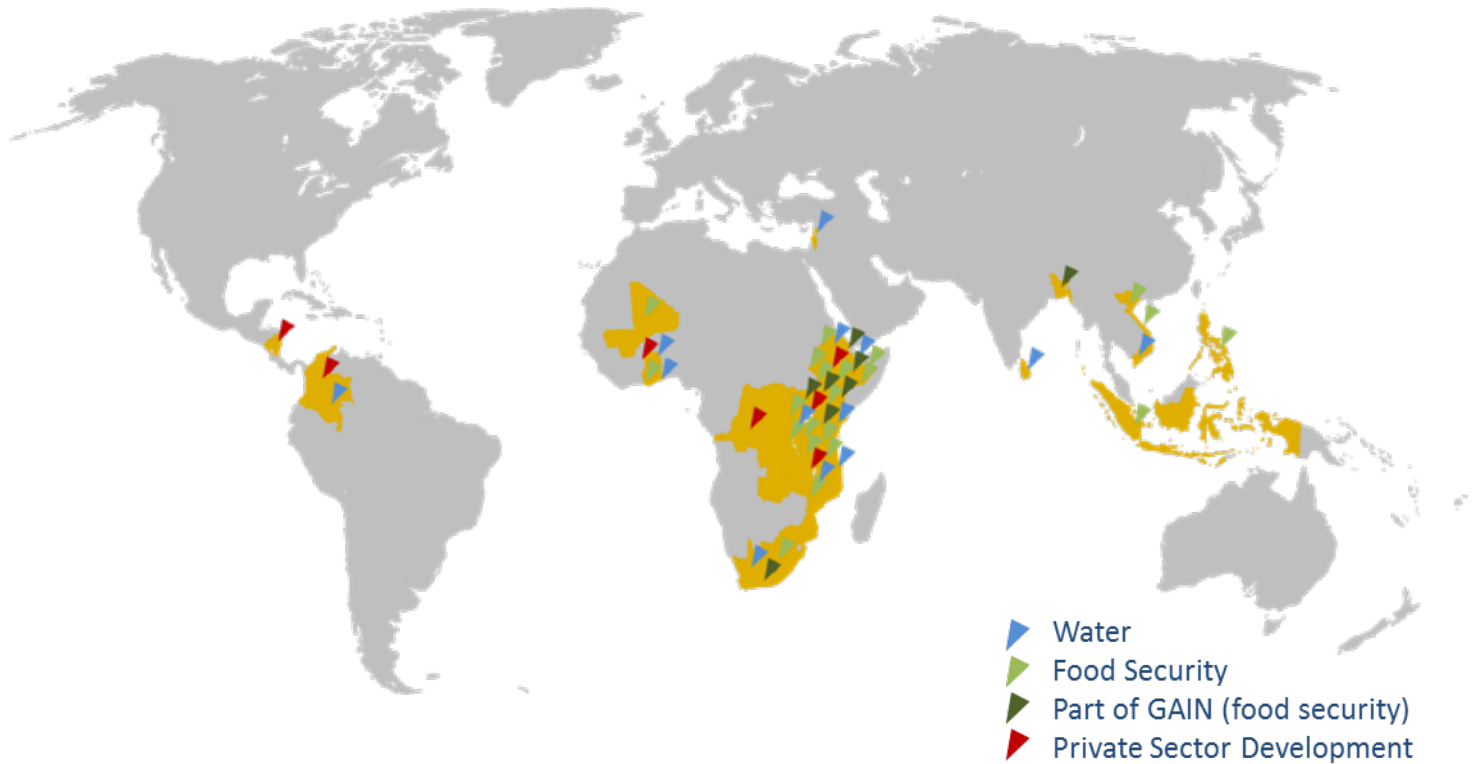 Water
Food Security
Part of GAIN (food security)
Private Sector Development